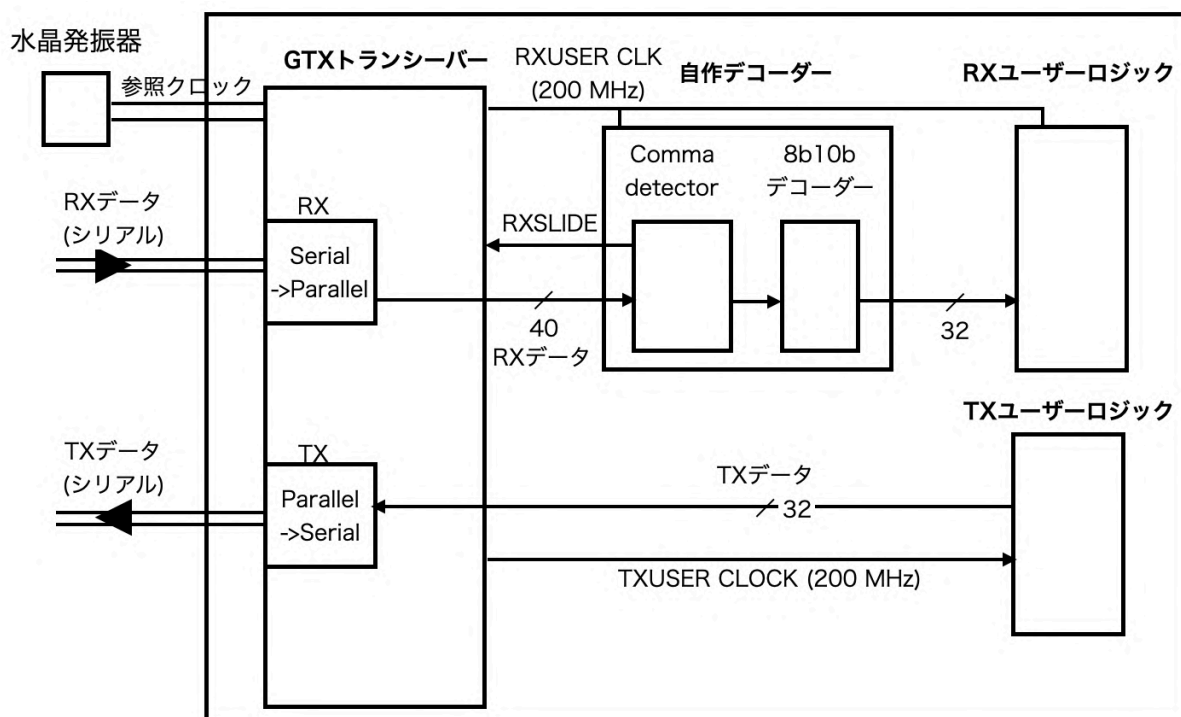 水晶発振器
参照クロック
GTXトランシーバー
RXUSER CLK
(200 MHz)
自作デコーダー
RXユーザーロジック
Comma
detector
8b10b
デコーダー
RXデータ
(シリアル)
RX
Serial
->Parallel
RXSLIDE
40
RXデータ
32
TXユーザーロジック
TXデータ
(シリアル)
TX
Parallel
->Serial
TXデータ
32
TXUSER CLOCK (200 MHz)